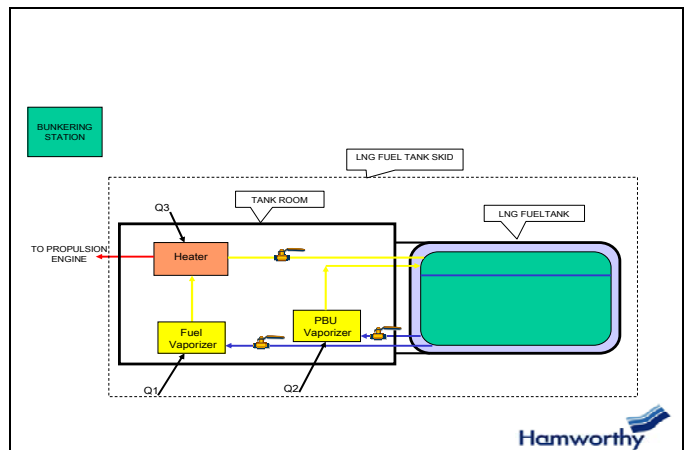 BUNKERING
STATION
LNG FUEL TANK SKID
TANK ROOM
LNG FUELTANK
Q3
TO PROPULSION
ENGINE
Heater
PBU
Vaporizer
Fuel
Vaporizer
Q1
Q2
Hamworthy